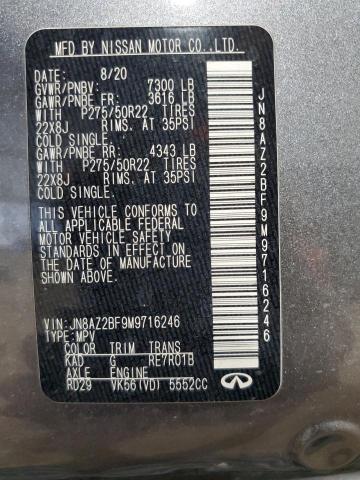 MFD BY NISSAN MOTOR CO.,LTD.
DATE: 8/20
GVWR/PNBV: 7300 LB
GAWR/PNBE FR: 3616 LB
WITH P275/50R22 TIRES
22X8J RIMS. AT 35PSI
COLD SINGLE.
GAWR/PNBE RR: 4343 LB
WITH P275/50R22 TIRES
22X8J RIMS. AT 35PSI
COLD SINGLE.
THIS VEHICLE CONFORMS TO
ALL APPLICABLE FEDERAL
MOTOR VEHICLE SAFETY
STANDARDS IN EFFECT ON
THE DATE OF MANUFACTURE
SHOWN ABOVE.
VIN:JN8AZ2BF9M9716246
TYPE:MPV
COLOR TRIM TRANS
KAD G RE7R01B
AXLE ENGINE
RD29 VK56(VD) 5552CC
INFINITI
JN8AZ2BF9M9716246